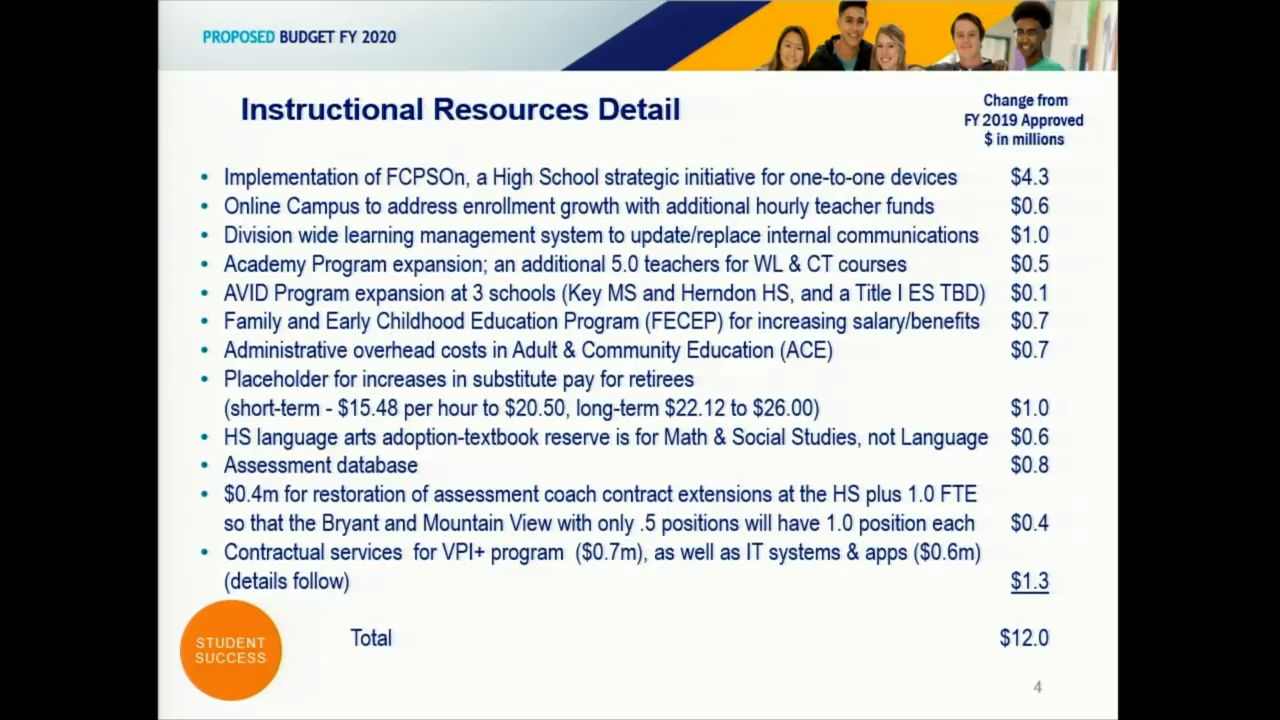 PROPOSED BUDGET FY 2020
Instructional Resources Detail
Change from
FY 2019 Approved
$ in millions
• Implementation of FCPSOn, a High School strategic initiative for one-to-one devices $4.3
• Online Campus to address enrollment growth with additional hourly teacher funds $0.6
• Division wide learning management system to update/replace internal communications $1.0
• Academy Program expansion; an additional 5.0 teachers for WL & CT courses $0.5
• AVID Program expansion at 3 schools (Key MS and Herndon HS, and a Title I ES TBD) $0.1
• Family and Early Childhood Education Program (FECEP) for increasing salary/benefits $0.7
• Administrative overhead costs in Adult & Community Education (ACE) $0.7
• Placeholder for increases in substitute pay for retirees
(short-term - $15.48 per hour to $20.50, long-term $22.12 to $26.00) $1.0
• HS language arts adoption-textbook reserve is for Math & Social Studies, not Language $0.6
• Assessment database $0.8
• $0.4m for restoration of assessment coach contract extensions at the HS plus 1.0 FTE
so that the Bryant and Mountain View with only .5 positions will have 1.0 position each $0.4
• Contractual services for VPI+ program ($0.7m), as well as IT systems & apps ($0.6m)
(details follow) $1.3
Total $12.0
STUDENT
SUCCESS
4